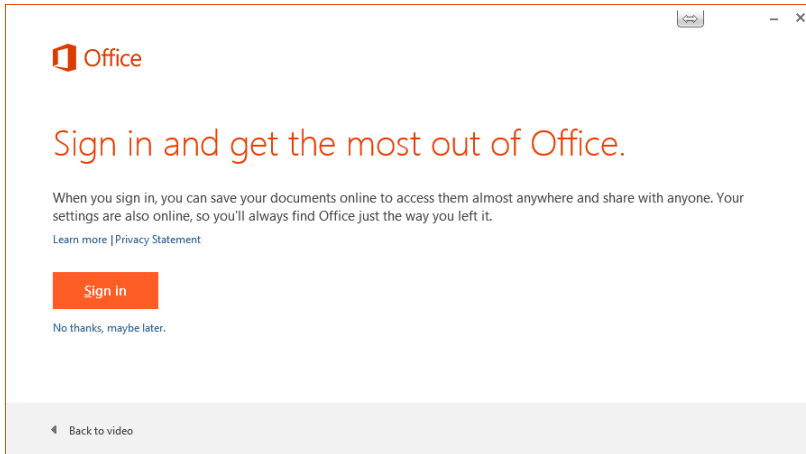 Office
Sign in and get the most out of Office.
When you sign in, you can save your documents online to access them almost anywhere and share with anyone. Your
settings are also online, so you'll always find Office just the way you left it.
Learn more | Privacy Statement
Sign in
No thanks, maybe later.
Back to video